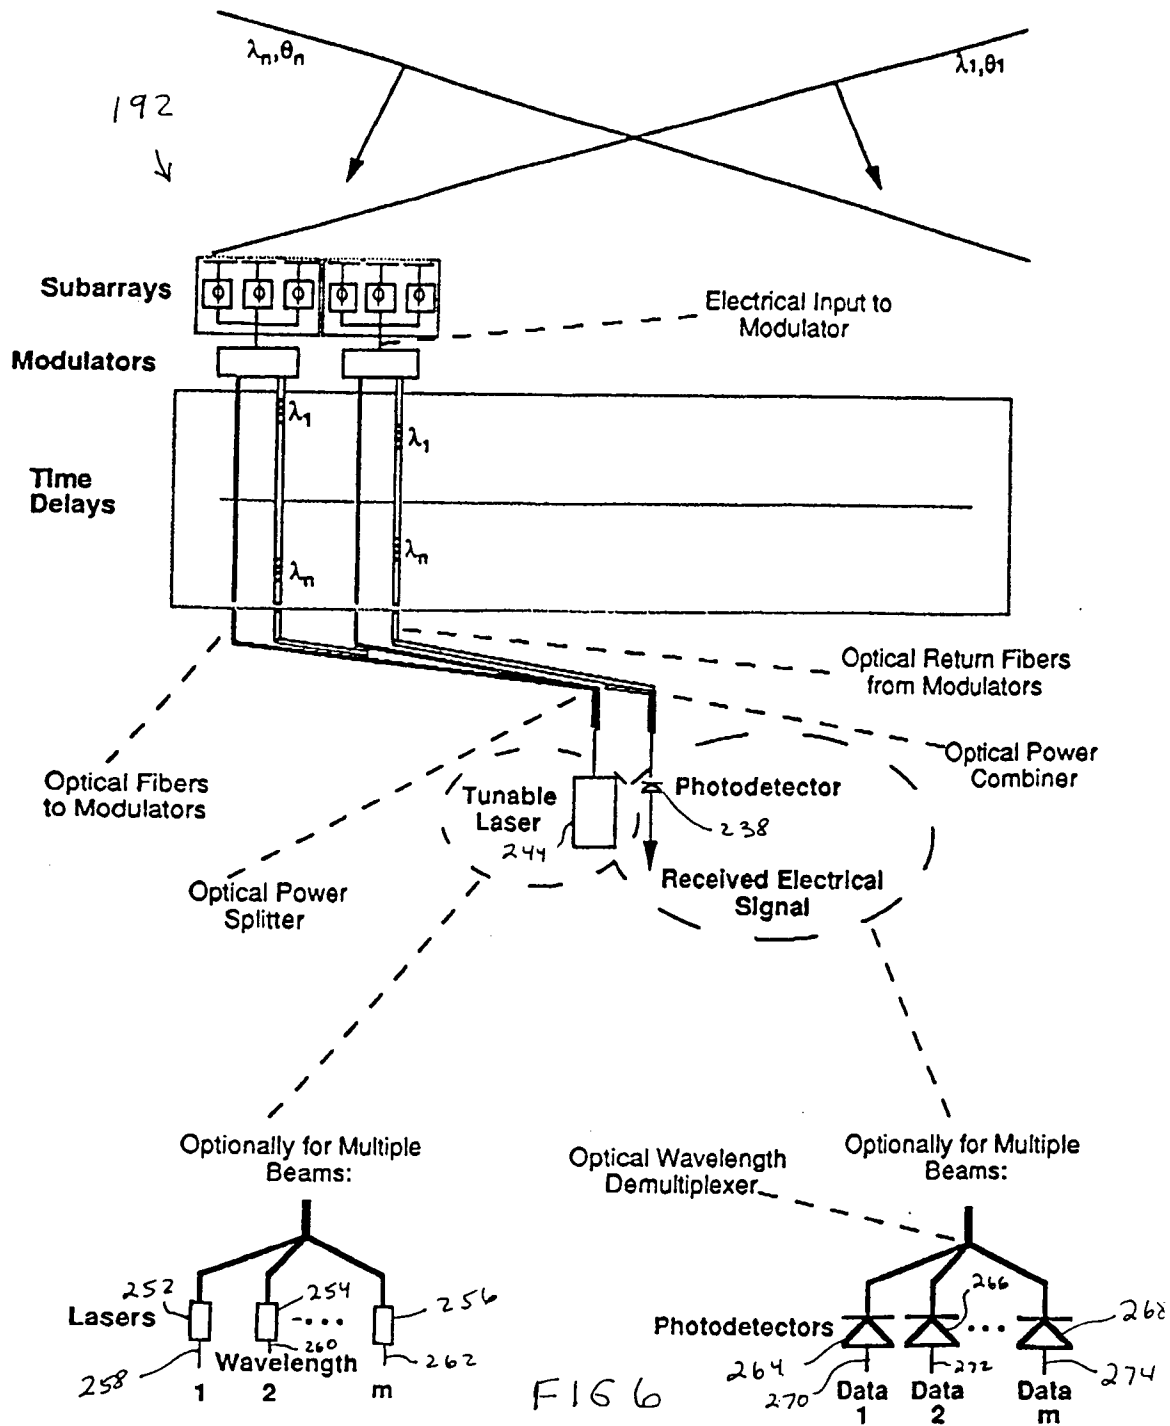 λn,θn
λ1,θ1
192
Subarrays
ϕ ϕ ϕ ϕ ϕ ϕ
Electrical Input to
Modulator
Modulators
λ1
λ1
Time
Delays
λn
λn
Optical Return Fibers
from Modulators
Optical Power
Combiner
Optical Fibers
to Modulators
Tunable
Laser
244
Photodetector
238
Optical Power
Splitter
Received Electrical
Signal
Optionally for Multiple
Beams:
Optical Wavelength
Demultiplexer
Optionally for Multiple
Beams:
252
254
256
Lasers
258
260
262
Wavelength
1 2 m
266
268
Photodetectors
264
270
272
274
Data
1
Data
2
Data
m
FIG 6